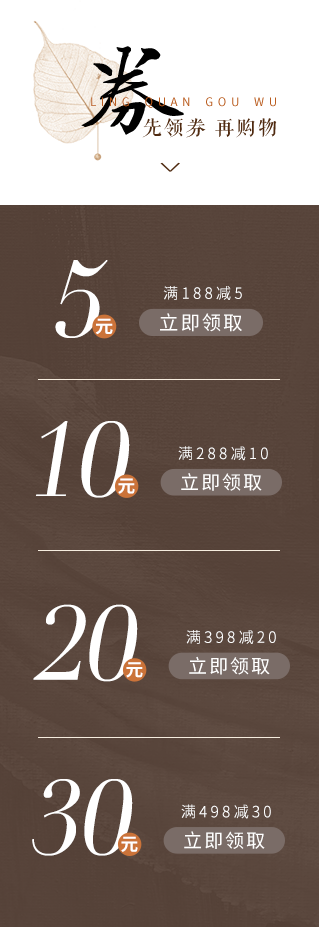 券
LING QUAN GOU WU
先领券 再购物
5元
满188减5
立即领取
10元
满288减10
立即领取
20元
满398减20
立即领取
30元
满498减30
立即领取